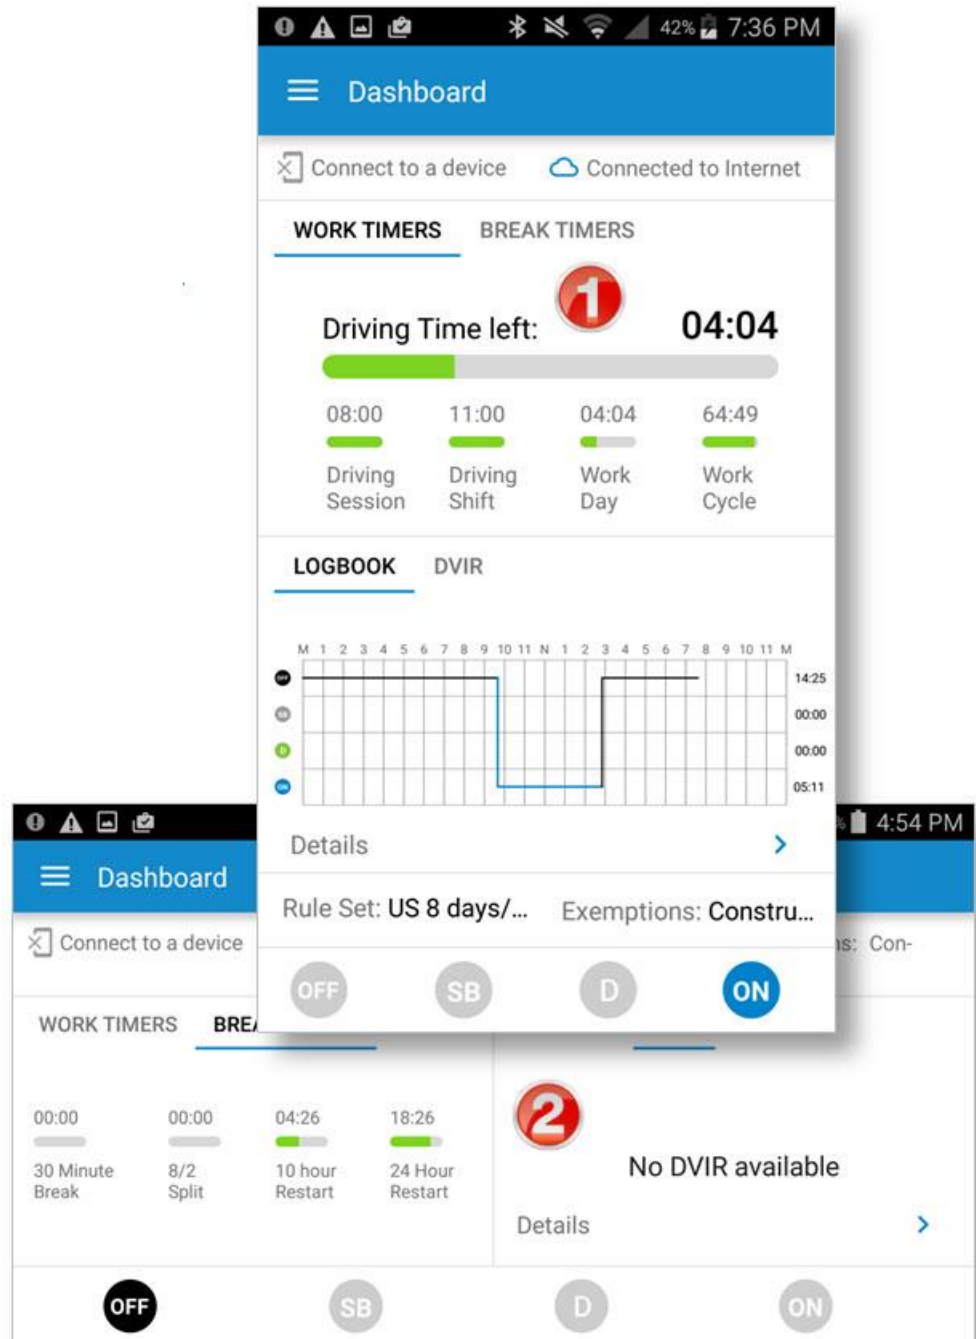 42% 7:36 PM
Dashboard
Connect to a device Connected to Internet
WORK TIMERS BREAK TIMERS
1
Driving Time left: 04:04
08:00 11:00 04:04 64:49
Driving Driving Work Work
Session Shift Day Cycle
LOGBOOK DVIR
M 1 2 3 4 5 6 7 8 9 10 11 N 1 2 3 4 5 6 7 8 9 10 11 M
OFF 14:25
SB 00:00
D 00:00
ON 05:11
Details
Rule Set: US 8 days/... Exemptions: Constru...
OFF SB D ON
% 4:54 PM
Dashboard
Connect to a device s: Con-
WORK TIMERS BREA
2
00:00 00:00 04:26 18:26
30 Minute 8/2 10 hour 24 Hour
Break Split Restart Restart
No DVIR available
Details
OFF SB D ON